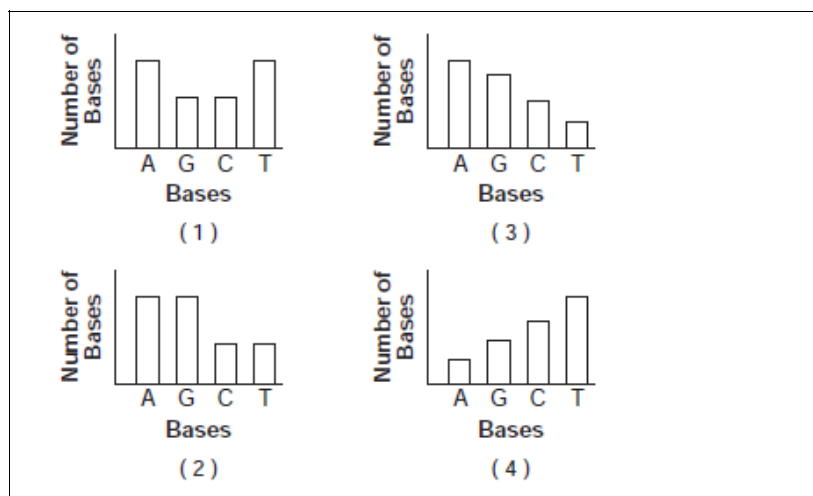 Number of Bases
A G C T
Bases
(1)
Number of Bases
A G C T
Bases
(3)
Number of Bases
A G C T
Bases
(2)
Number of Bases
A G C T
Bases
(4)